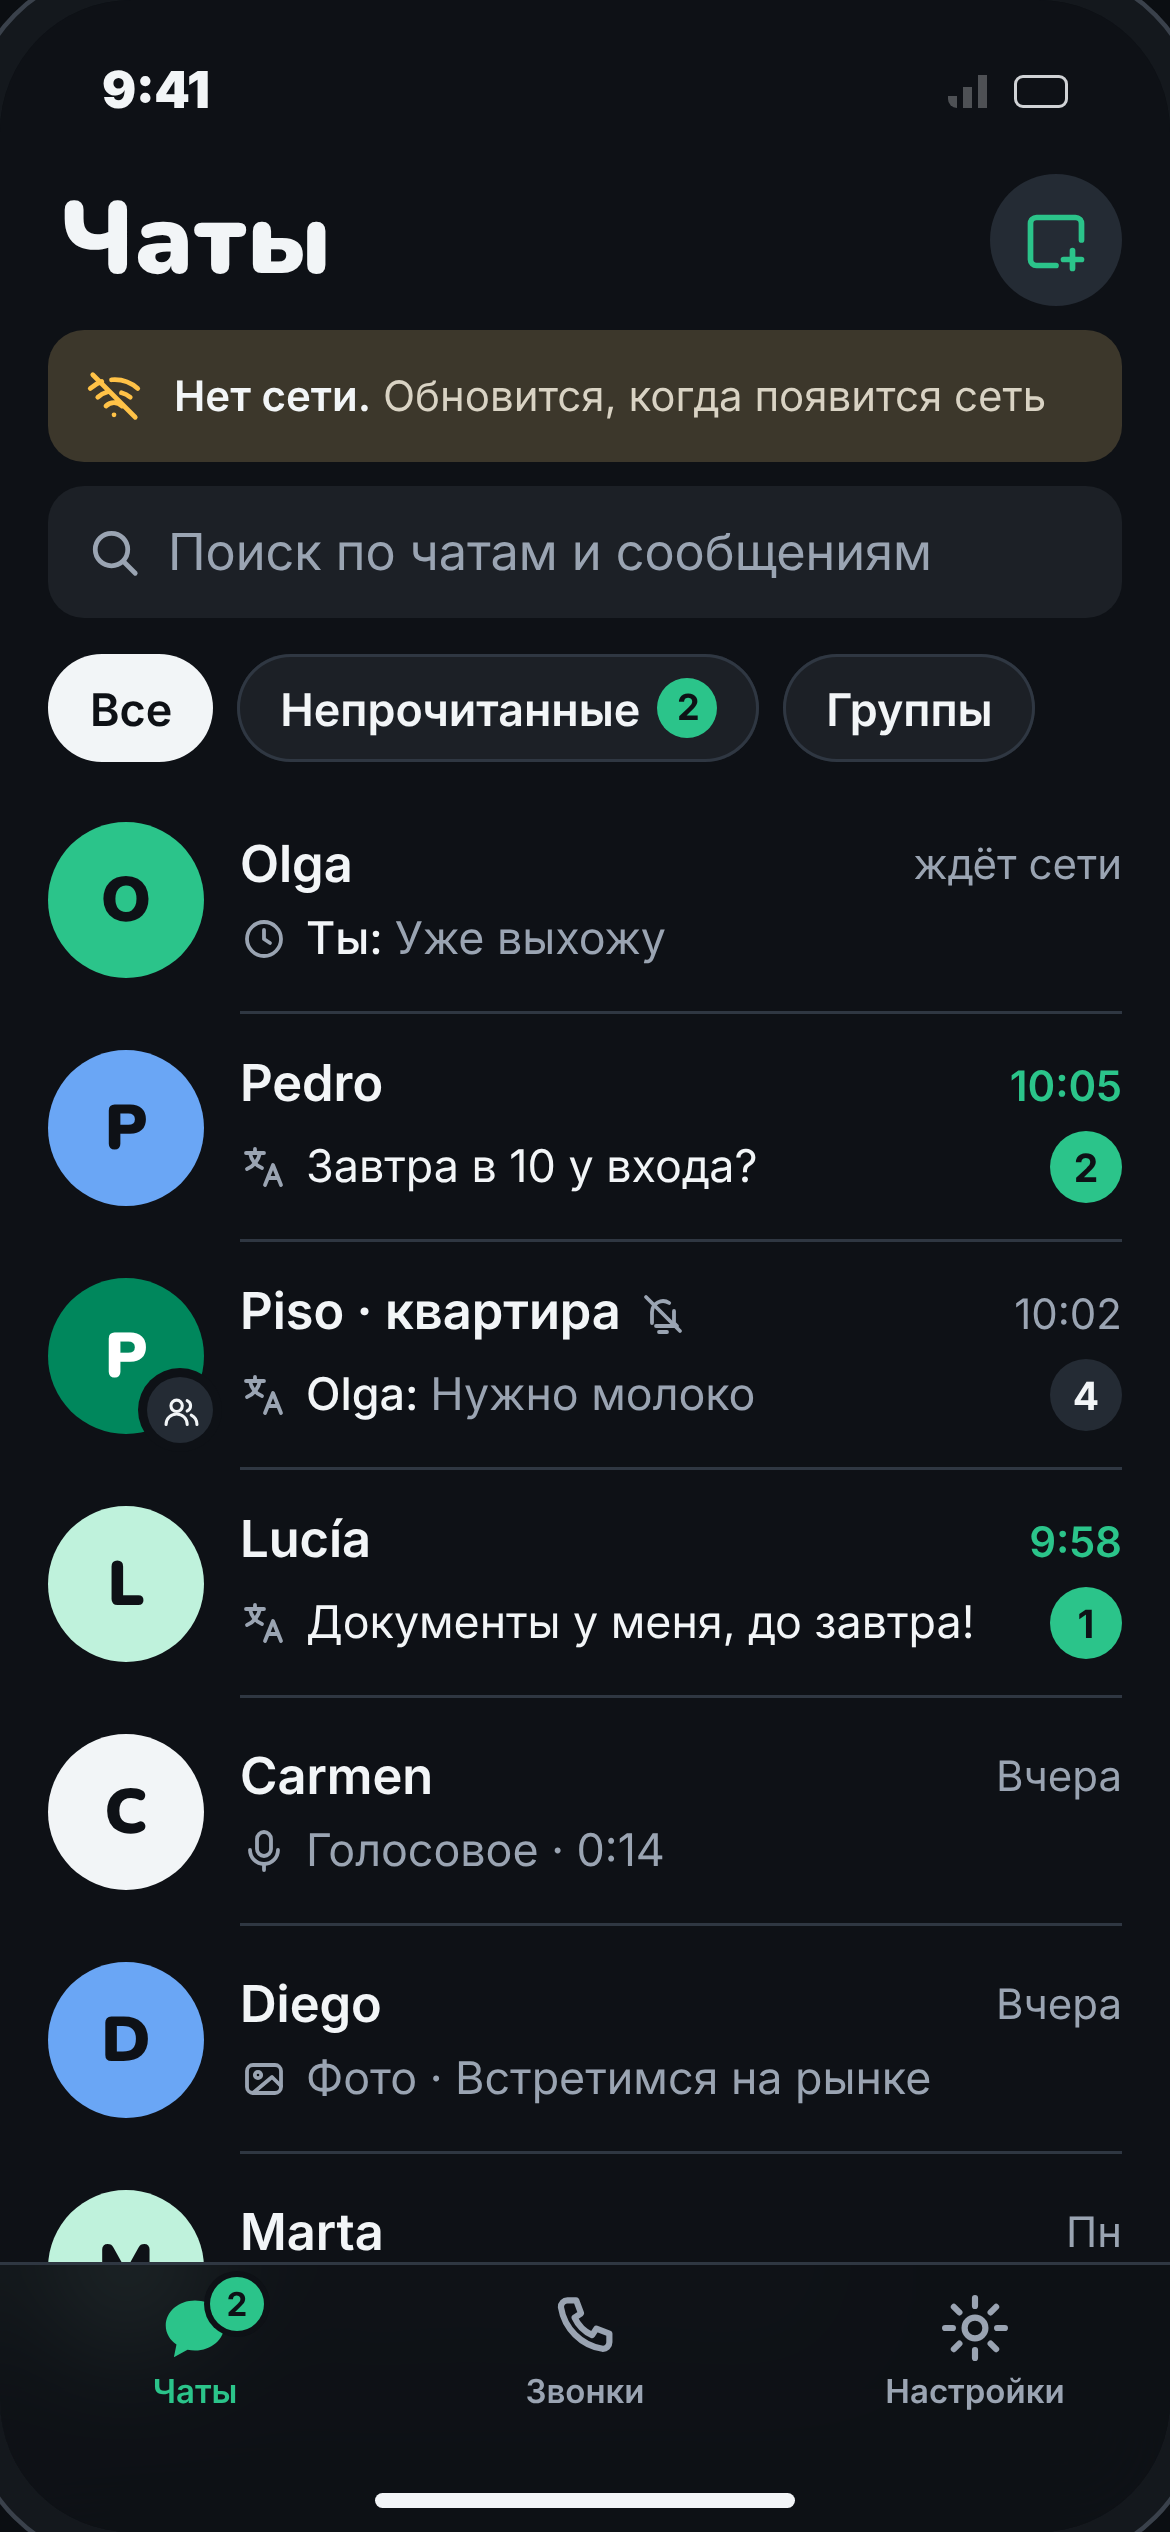 9:41
Чаты
Нет сети. Обновится, когда появится сеть
Поиск по чатам и сообщениям
Все
Непрочитанные 2
Группы
O
Olga
ждёт сети
Ты: Уже выхожу
P
Pedro
10:05
Завтра в 10 у входа?
2
P
Piso · квартира
10:02
Olga: Нужно молоко
4
L
Lucía
9:58
Документы у меня, до завтра!
1
C
Carmen
Вчера
Голосовое · 0:14
D
Diego
Вчера
Фото · Встретимся на рынке
M
Marta
Пн
2
Чаты
Звонки
Настройки